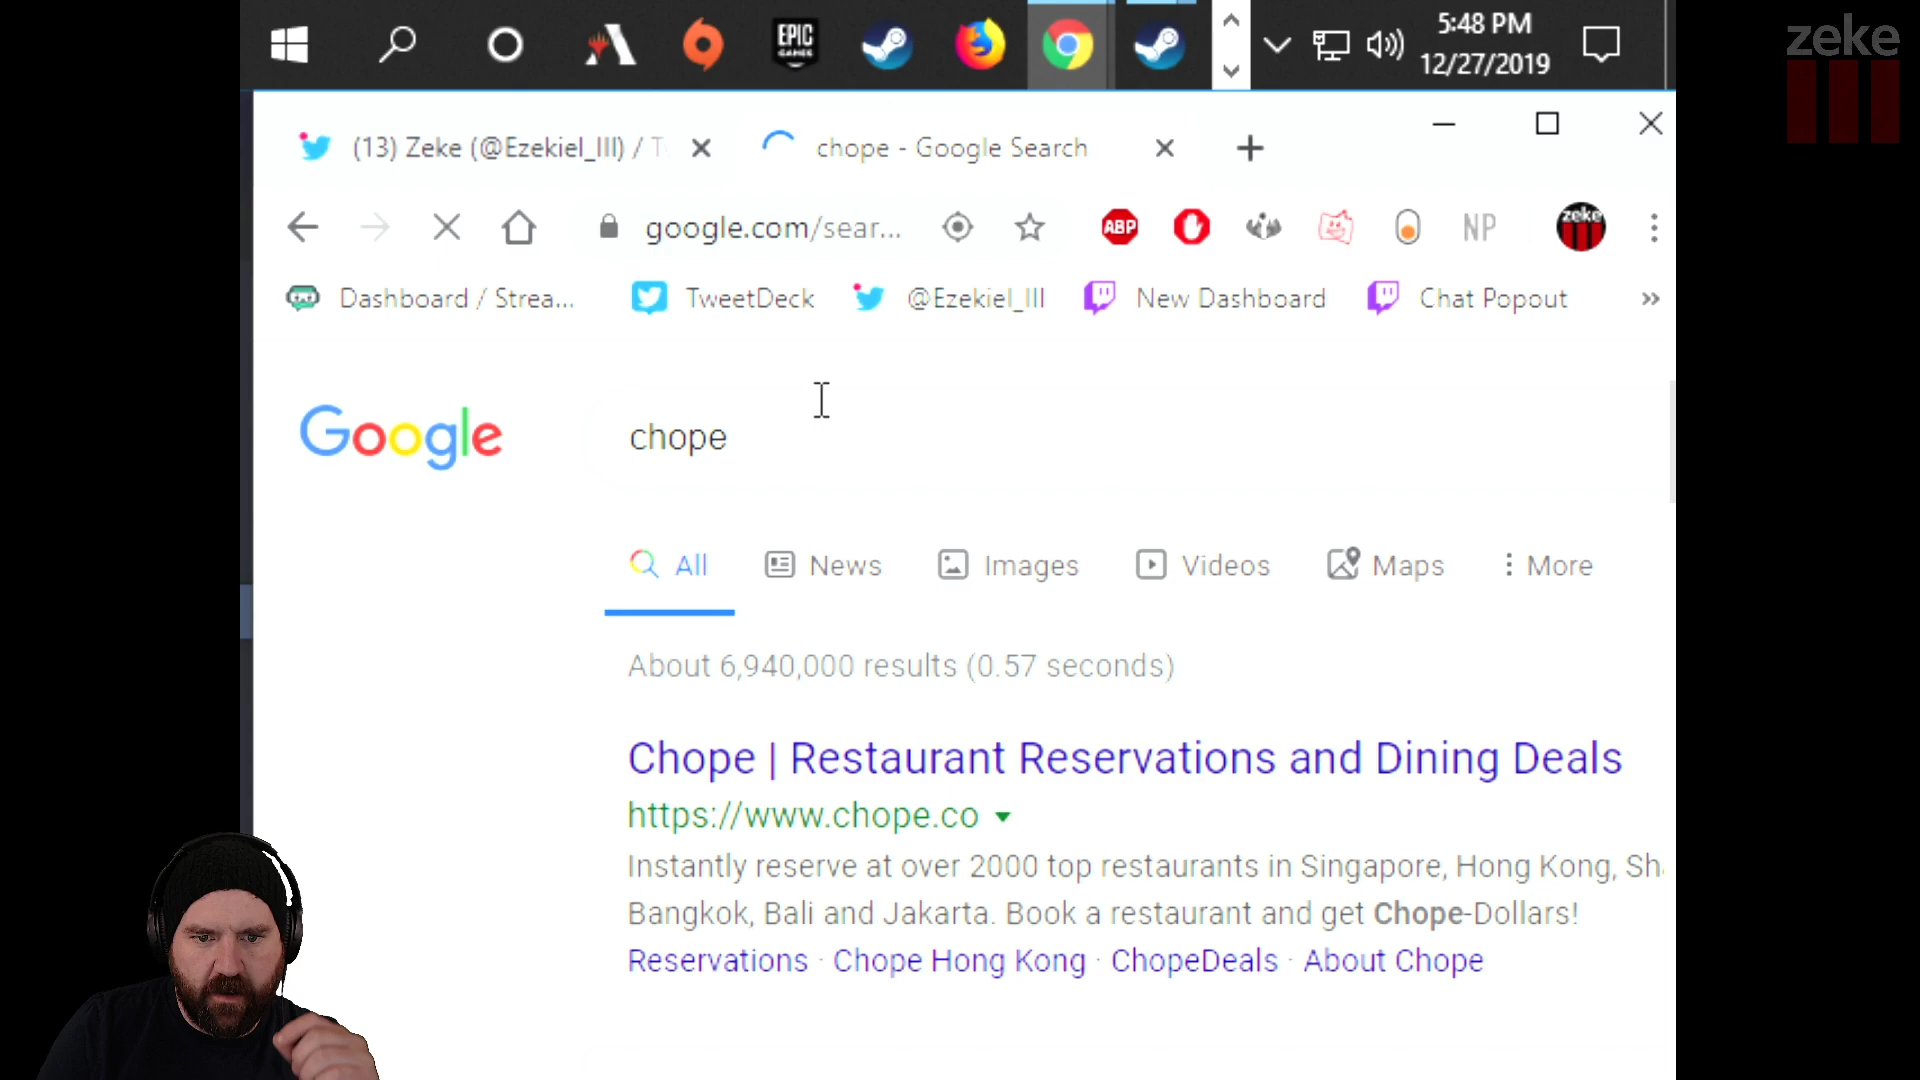 zeke
EPIC
GAMES
5:48 PM
12/27/2019
(13) Zeke (@Ezekiel_III) / T
chope - Google Search
google.com/sear...
ABP
NP
zeke
Dashboard / Strea...
TweetDeck
@Ezekiel_III
New Dashboard
Chat Popout
Google
chope
All
News
Images
Videos
Maps
More
About 6,940,000 results (0.57 seconds)
Chope | Restaurant Reservations and Dining Deals
https://www.chope.co
Instantly reserve at over 2000 top restaurants in Singapore, Hong Kong, Sh
Bangkok, Bali and Jakarta. Book a restaurant and get Chope-Dollars!
Reservations · Chope Hong Kong · ChopeDeals · About Chope